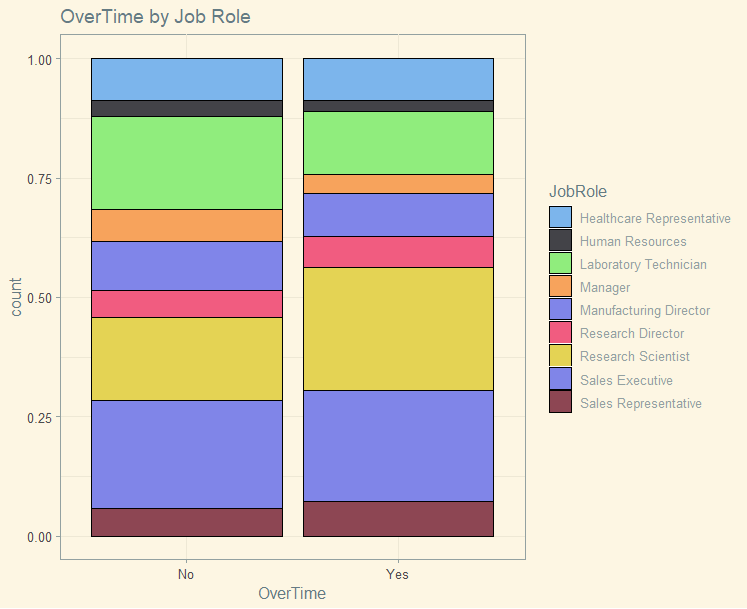 OverTime by Job Role
count
1.00
0.75
0.50
0.25
0.00
No
Yes
OverTime
JobRole
Healthcare Representative
Human Resources
Laboratory Technician
Manager
Manufacturing Director
Research Director
Research Scientist
Sales Executive
Sales Representative